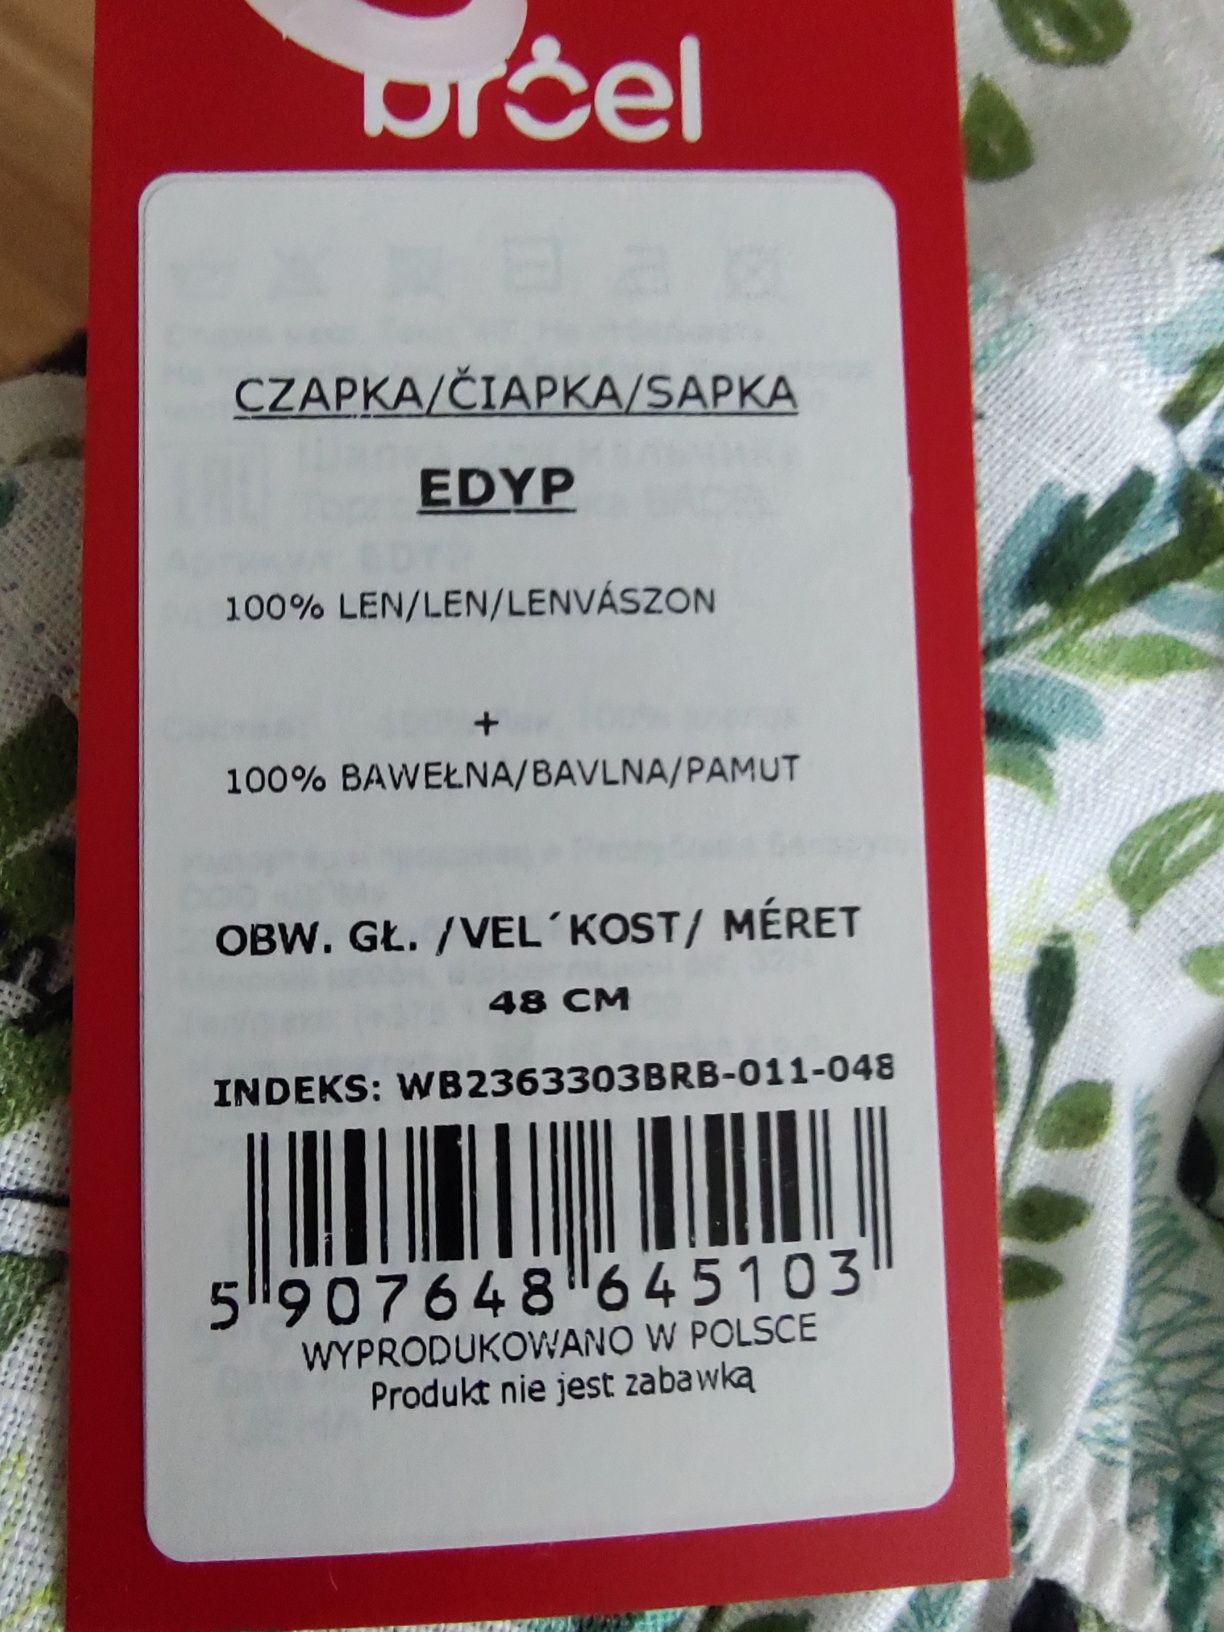 broel
CZAPKA/ČIAPKA/SAPKA
EDYP
100% LEN/LEN/LENVÁSZON
+
100% BAWEŁNA/BAVLNA/PAMUT
OBW. GŁ. /VEL´KOST/ MÉRET
48 CM
INDEKS: WB2363303BRB-011-048
5 907648 645103
WYPRODUKOWANO W POLSCE
Produkt nie jest zabawką